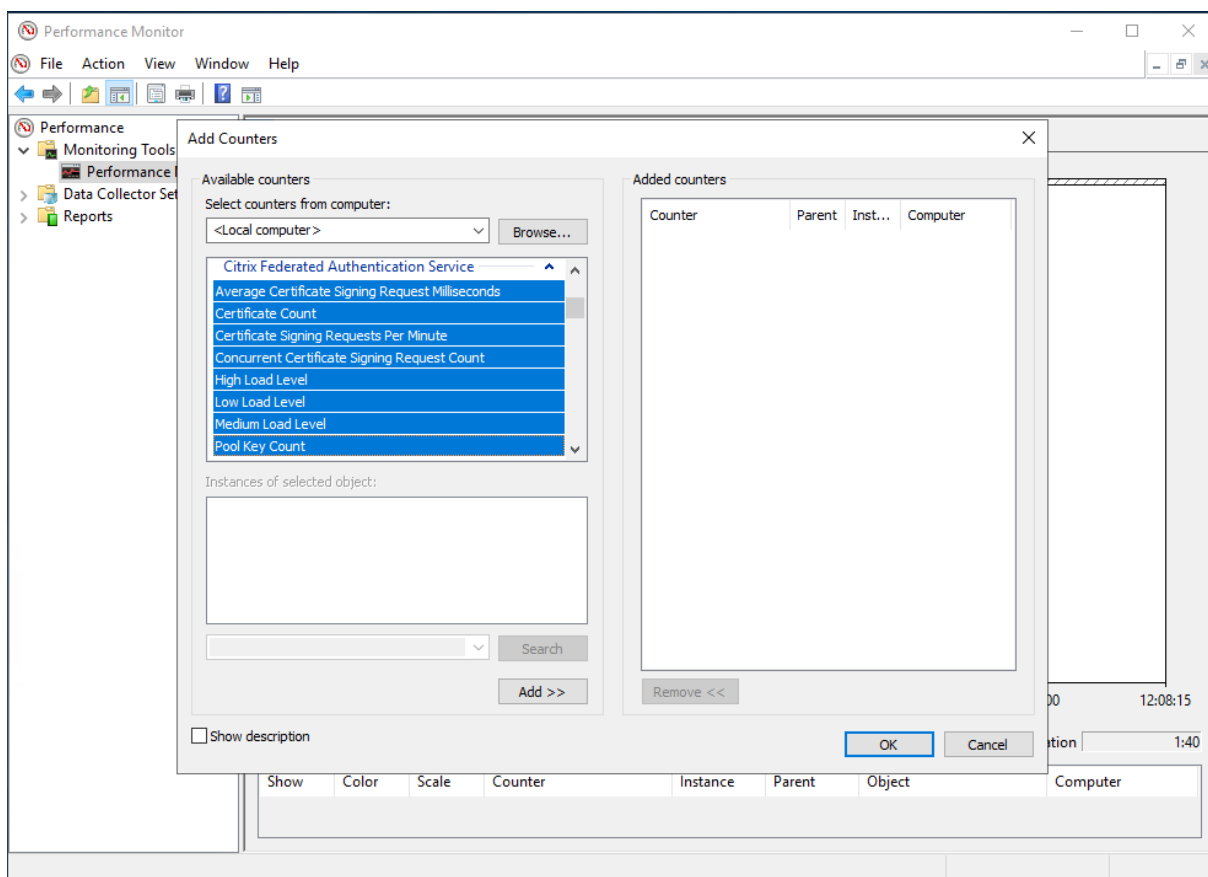 Performance Monitor
File Action View Window Help
Performance
Monitoring Tools
Performance
Data Collector Set
Reports
Add Counters
Available counters
Select counters from computer:
<Local computer>
Browse...
Citrix Federated Authentication Service
Average Certificate Signing Request Milliseconds
Certificate Count
Certificate Signing Requests Per Minute
Concurrent Certificate Signing Request Count
High Load Level
Low Load Level
Medium Load Level
Pool Key Count
Instances of selected object:
Search
Add >>
Show description
Added counters
Counter Parent Inst... Computer
Remove <<
OK Cancel
00 12:08:15
ation 1:40
Show Color Scale Counter Instance Parent Object Computer